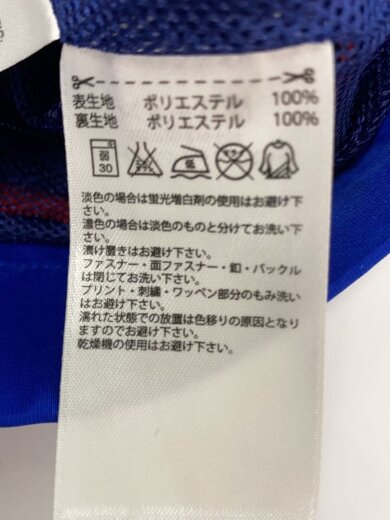 表生地 ポリエステル 100%
裏生地 ポリエステル 100%
弱
30
低
淡色の場合は蛍光増白剤の使用はお避け下
さい。
濃色の場合は淡色のものと分けてお洗い下
さい。
漬け置きはお避け下さい。
ファスナー・面ファスナー・釦・バックル
は閉じてお洗い下さい。
プリント・刺繍・ワッペン部分のもみ洗い
はお避け下さい。
濡れた状態での放置は色移りの原因となり
ますのでお避け下さい。
乾燥機の使用はお避け下さい。